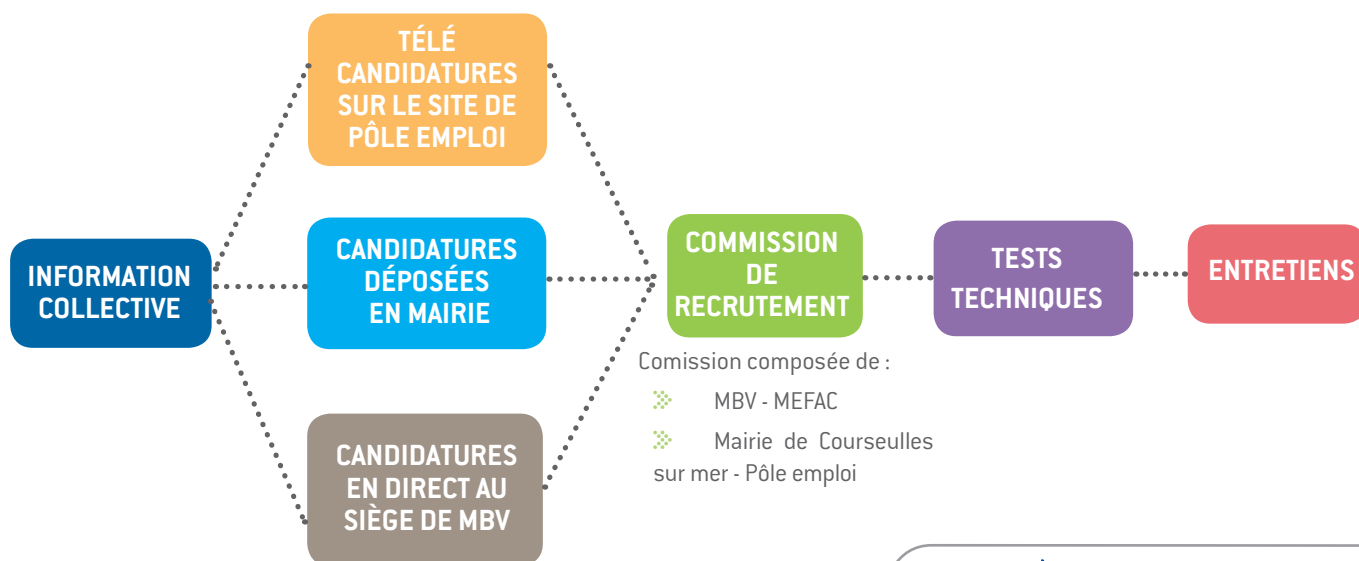 INFORMATION
COLLECTIVE
TÉLÉ
CANDIDATURES
SUR LE SITE DE
PÔLE EMPLOI
CANDIDATURES
DÉPOSÉES
EN MAIRIE
CANDIDATURES
EN DIRECT AU
SIÈGE DE MBV
COMMISSION
DE
RECRUTEMENT
Comission composée de :
MBV - MEFAC
Mairie de Courseulles
sur mer - Pôle emploi
TESTS
TECHNIQUES
ENTRETIENS